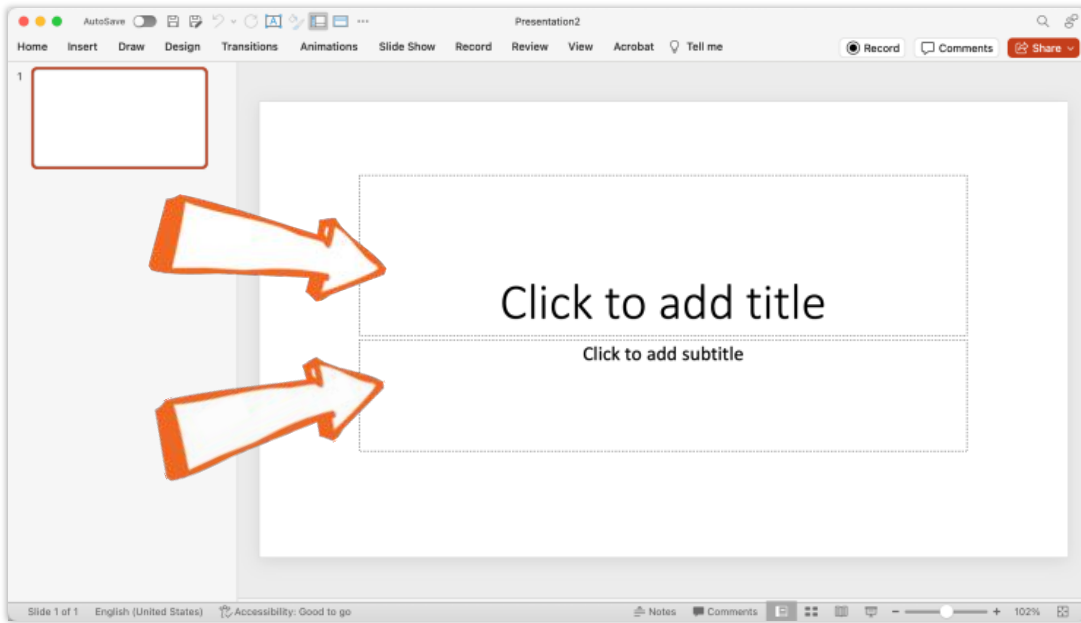 AutoSave
Presentation2
Home Insert Draw Design Transitions Animations Slide Show Record Review View Acrobat Tell me Record Comments Share
1
Click to add title
Click to add subtitle
Slide 1 of 1 English (United States) Accessibility: Good to go Notes Comments 102%